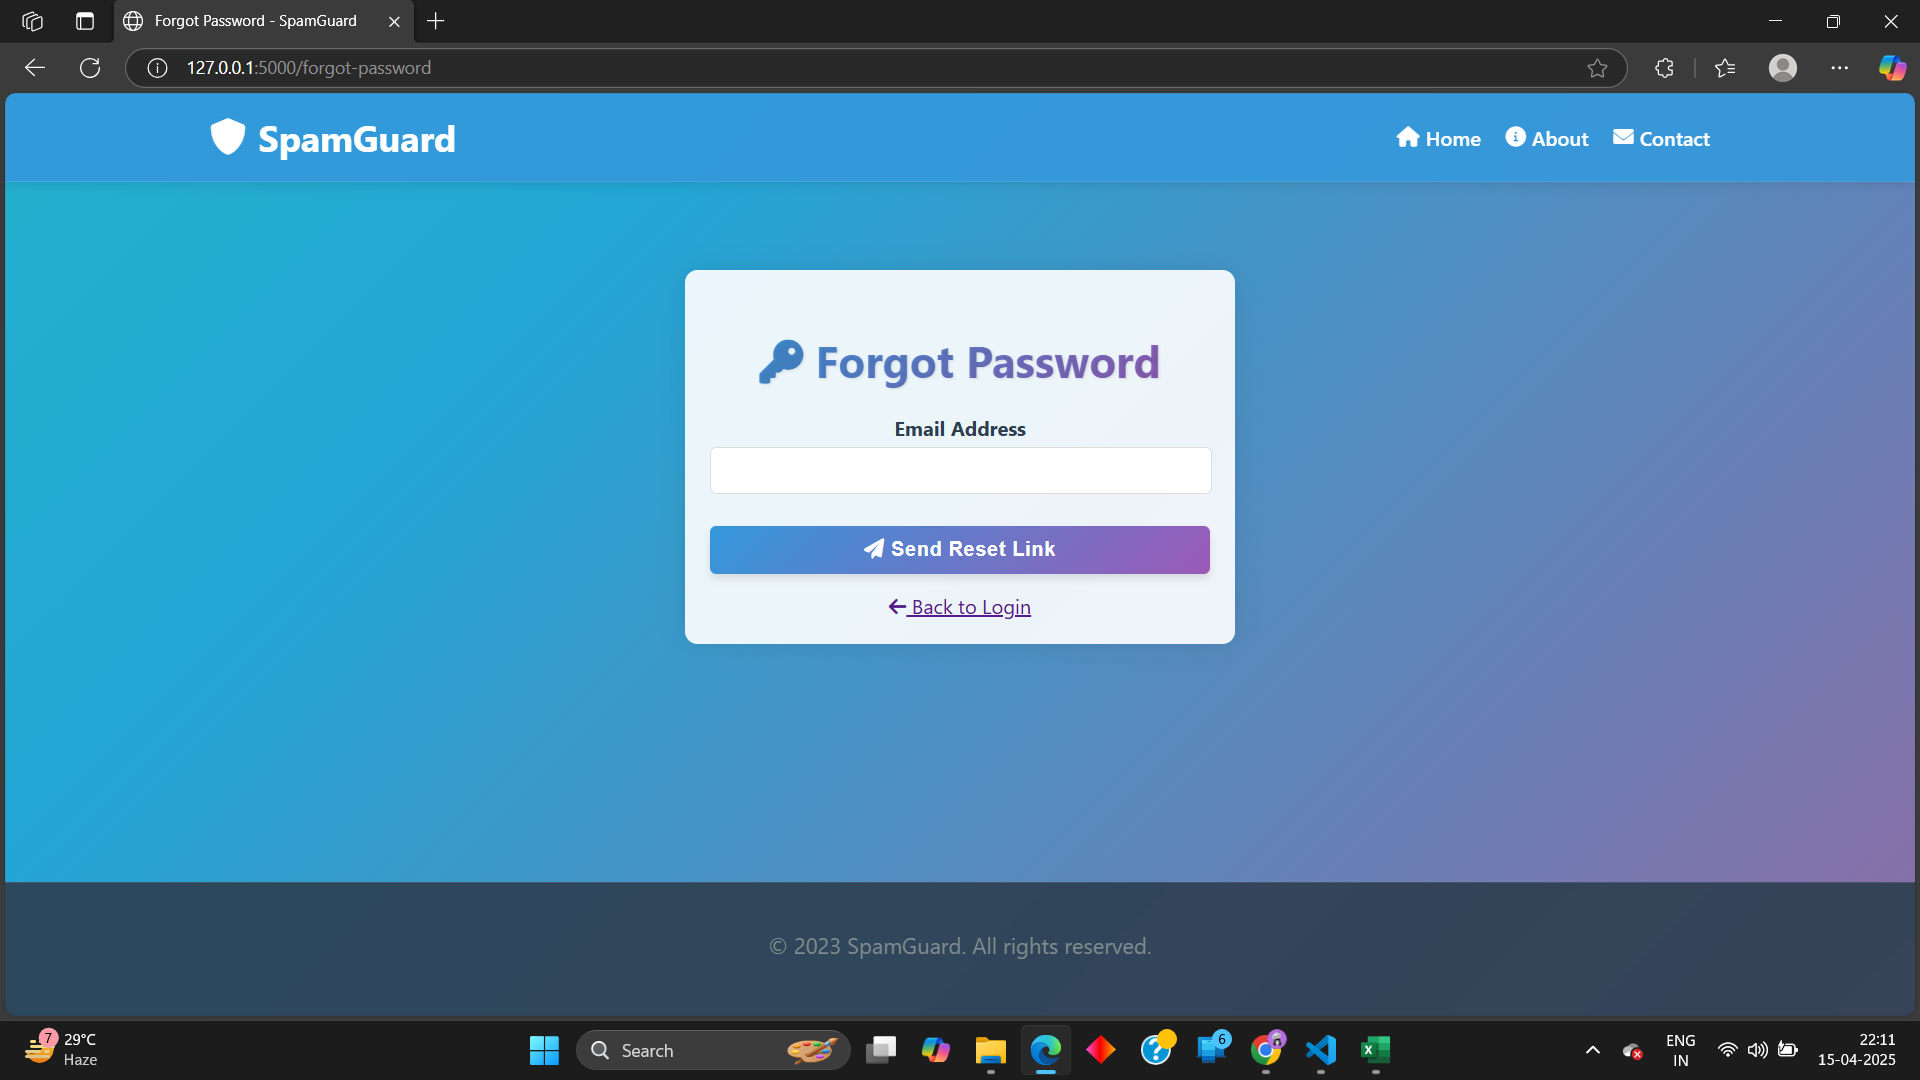 Forgot Password - SpamGuard
127.0.0.1:5000/forgot-password
SpamGuard
Home About Contact
Forgot Password
Email Address
Send Reset Link
Back to Login
© 2023 SpamGuard. All rights reserved.
7 29°C
Haze
Search
6
ENG
IN
22:11
15-04-2025